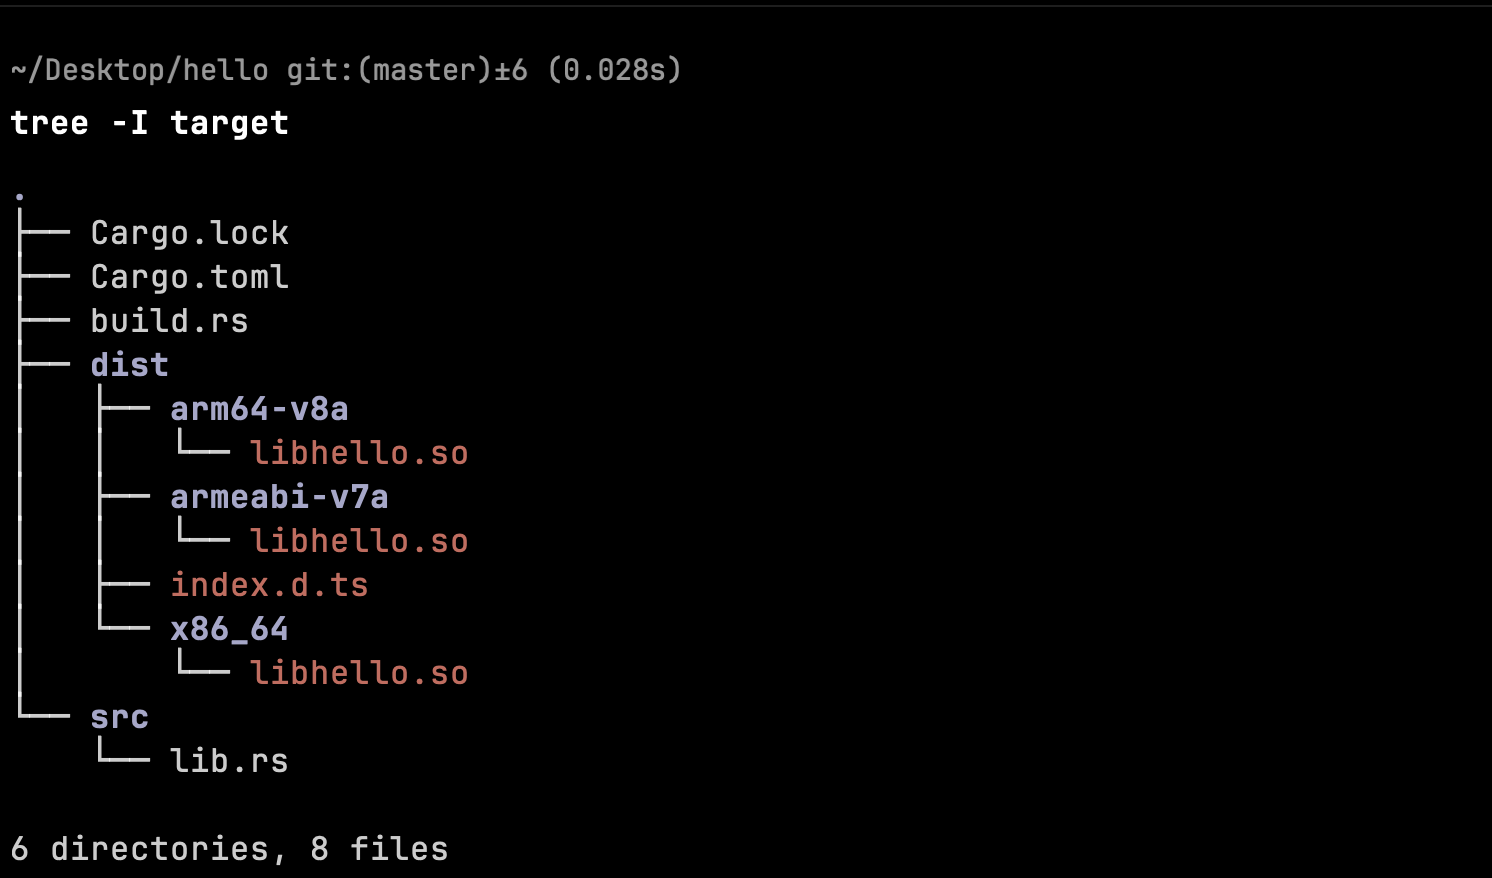 ~/Desktop/hello git:(master)±6 (0.028s)
tree -I target
.
├── Cargo.lock
├── Cargo.toml
├── build.rs
├── dist
│   ├── arm64-v8a
│   │   └── libhello.so
│   ├── armeabi-v7a
│   │   └── libhello.so
│   ├── index.d.ts
│   └── x86_64
│       └── libhello.so
└── src
    └── lib.rs
6 directories, 8 files